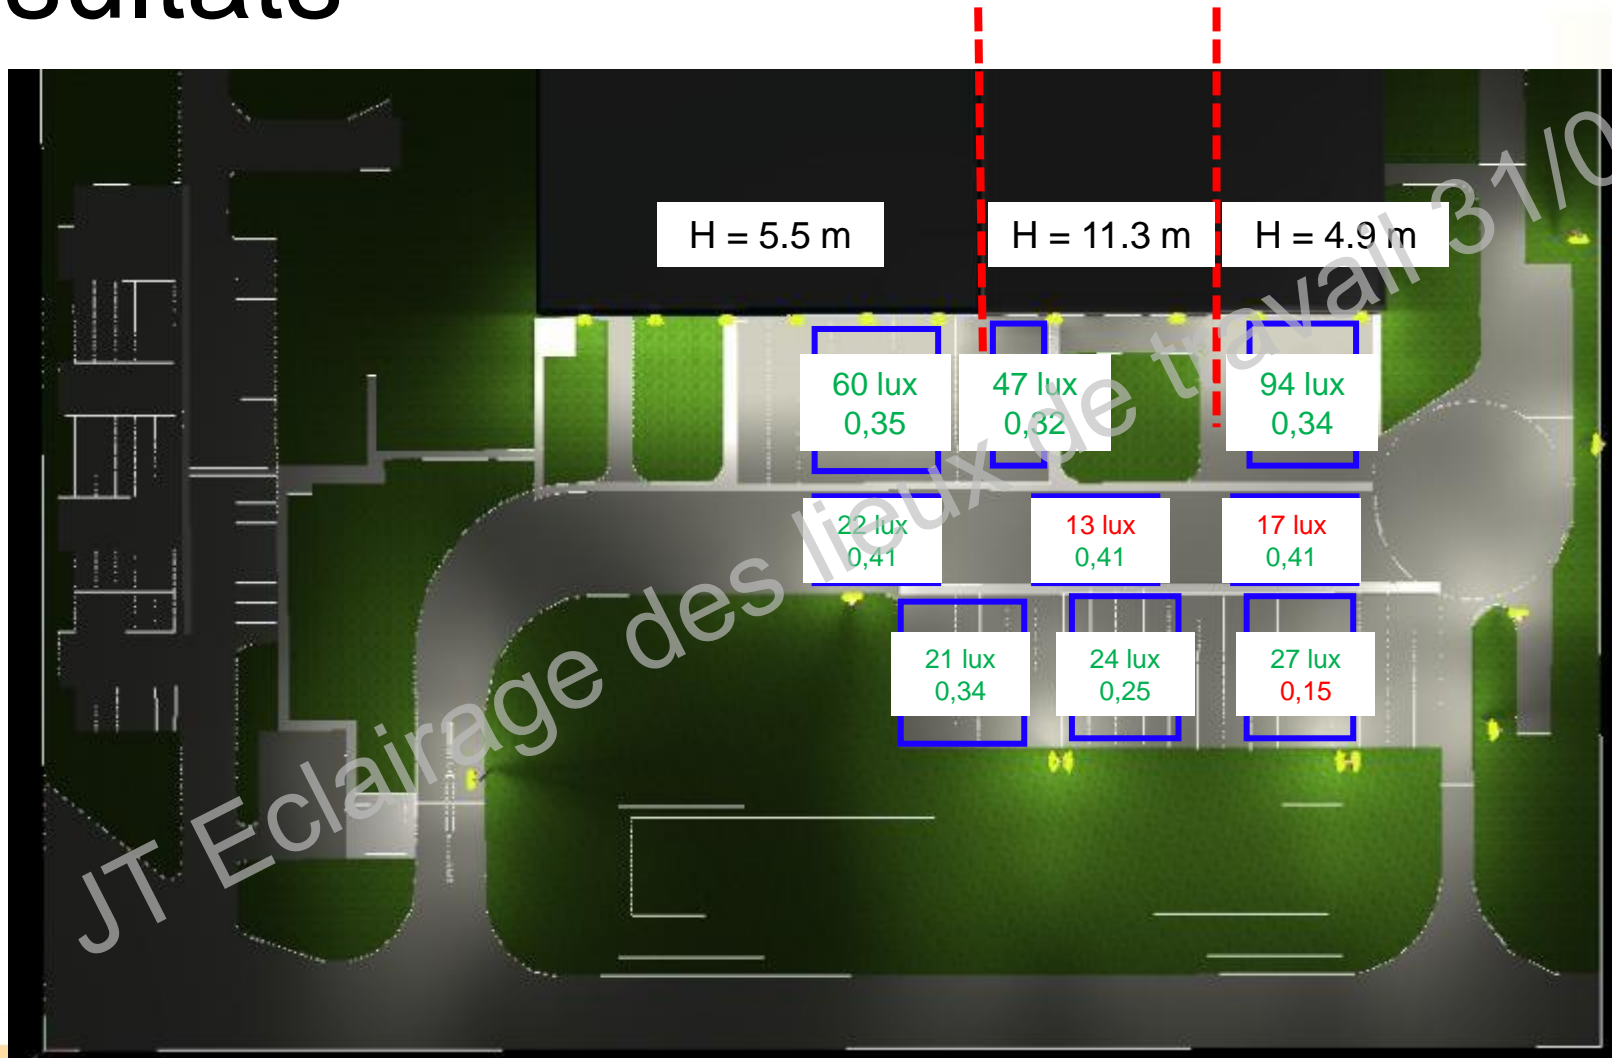 sultats
H = 5.5 m
H = 11.3 m
H = 4.9 m
60 lux
0,35
47 lux
0,32
94 lux
0,34
22 lux
0,41
13 lux
0,41
17 lux
0,41
21 lux
0,34
24 lux
0,25
27 lux
0,15
JT Eclairage des lieux de travail 31/0